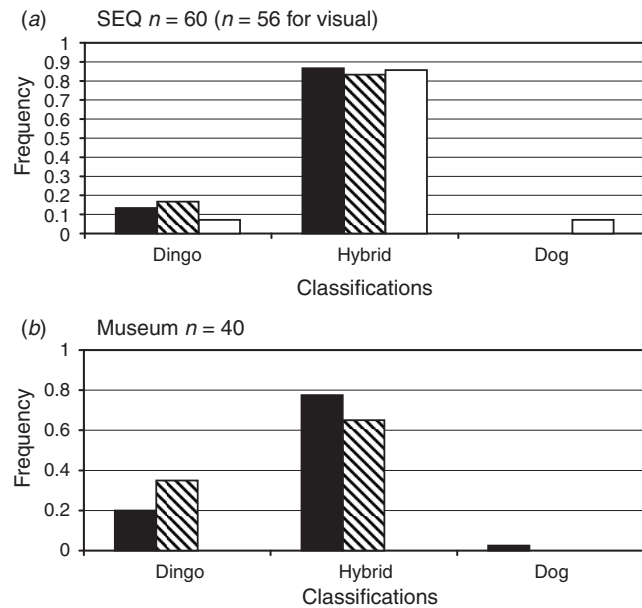 (a) SEQ n = 60 (n = 56 for visual)
1
0.9
0.8
0.7
0.6
0.5
0.4
0.3
0.2
0.1
0
Frequency
Dingo Hybrid Dog
Classifications
(b) Museum n = 40
1
0.8
0.6
0.4
0.2
0
Frequency
Dingo Hybrid Dog
Classifications